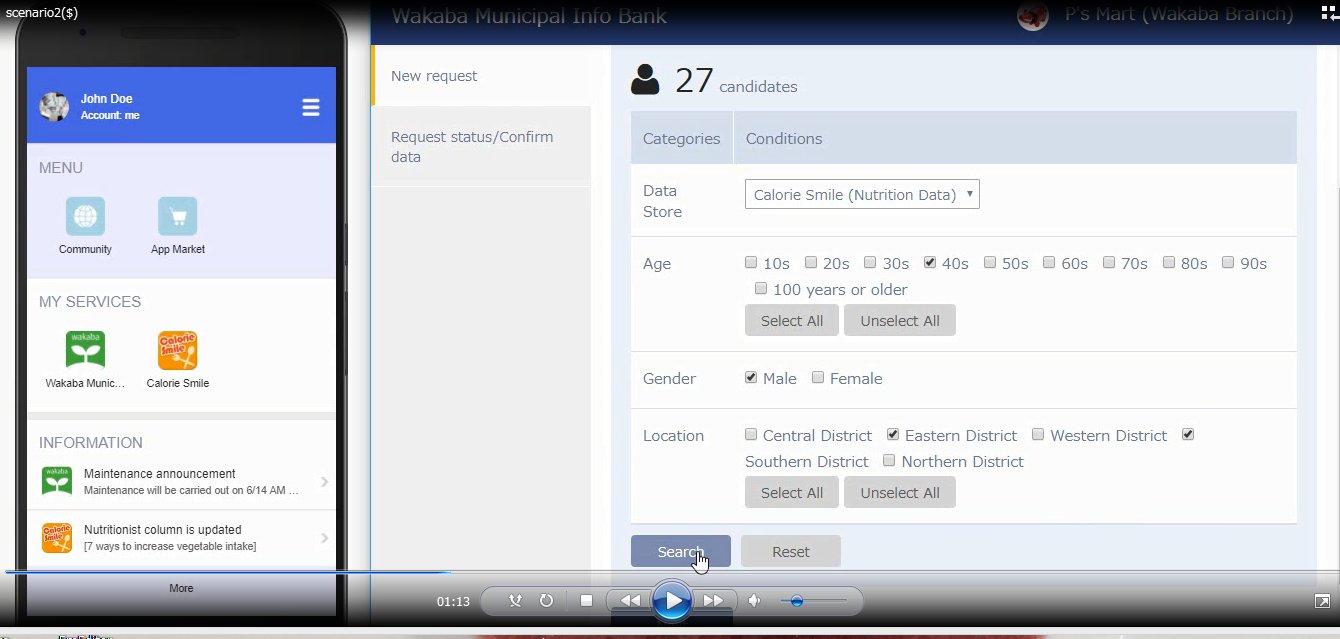 scenario2($)
John Doe
Account: me
MENU
Community
App Market
MY SERVICES
wakaba
Calorie
Smile
Wakaba Munic...
Calorie Smile
INFORMATION
wakaba
Maintenance announcement
Maintenance will be carried out on 6/14 AM ...
Calorie
Smile
Nutritionist column is updated
[7 ways to increase vegetable intake]
More
Wakaba Municipal Info Bank
P's Mart (Wakaba Branch)
New request
Request status/Confirm
data
27 candidates
Categories Conditions
Data
Store
Calorie Smile (Nutrition Data)
Age
10s 20s 30s 40s 50s 60s 70s 80s 90s
100 years or older
Select All Unselect All
Gender
Male Female
Location
Central District Eastern District Western District
Southern District Northern District
Select All Unselect All
Search Reset
01:13